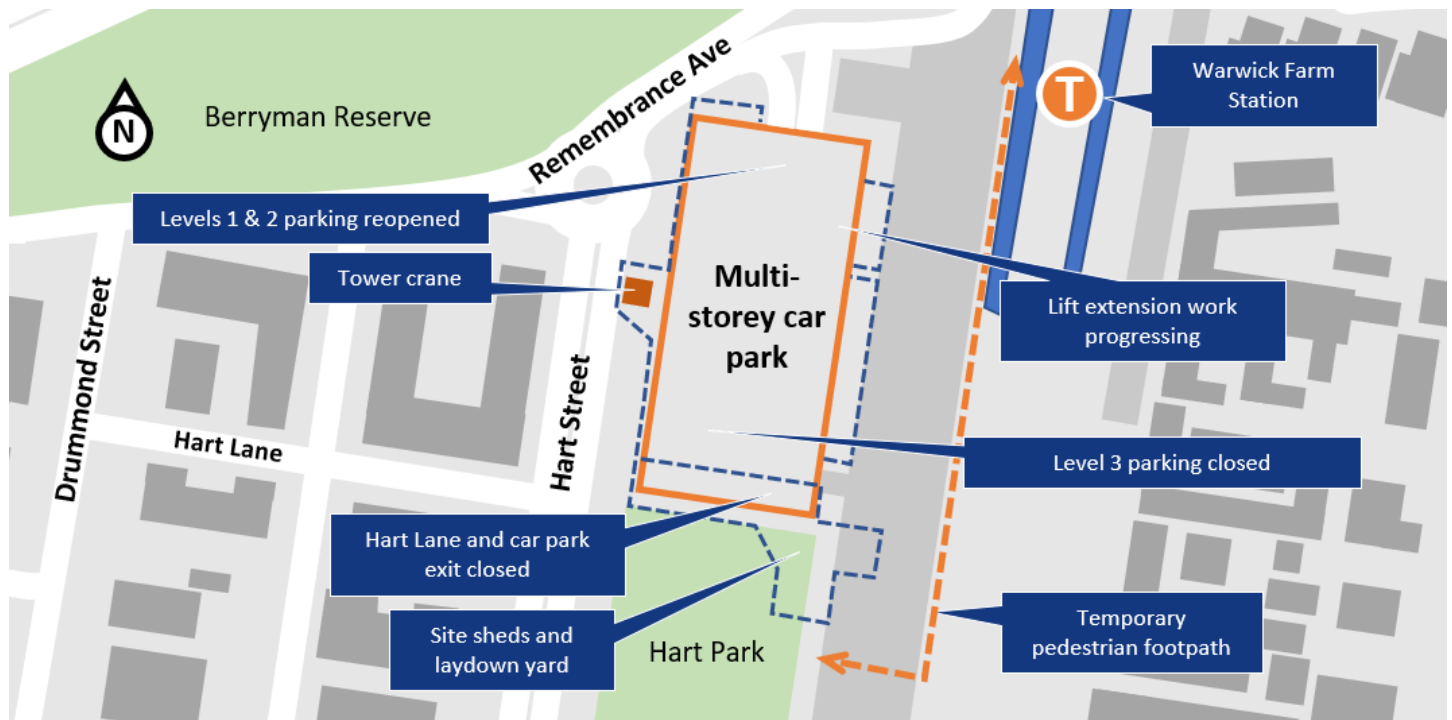 Remembrance Ave
T
Warwick Farm
Station
N
Berryman Reserve
Levels 1 & 2 parking reopened
Tower crane
Multi-
storey car
park
Lift extension work
progressing
Drummond Street
Hart Street
Hart Lane
Level 3 parking closed
Hart Lane and car park
exit closed
Site sheds and
laydown yard
Hart Park
Temporary
pedestrian footpath